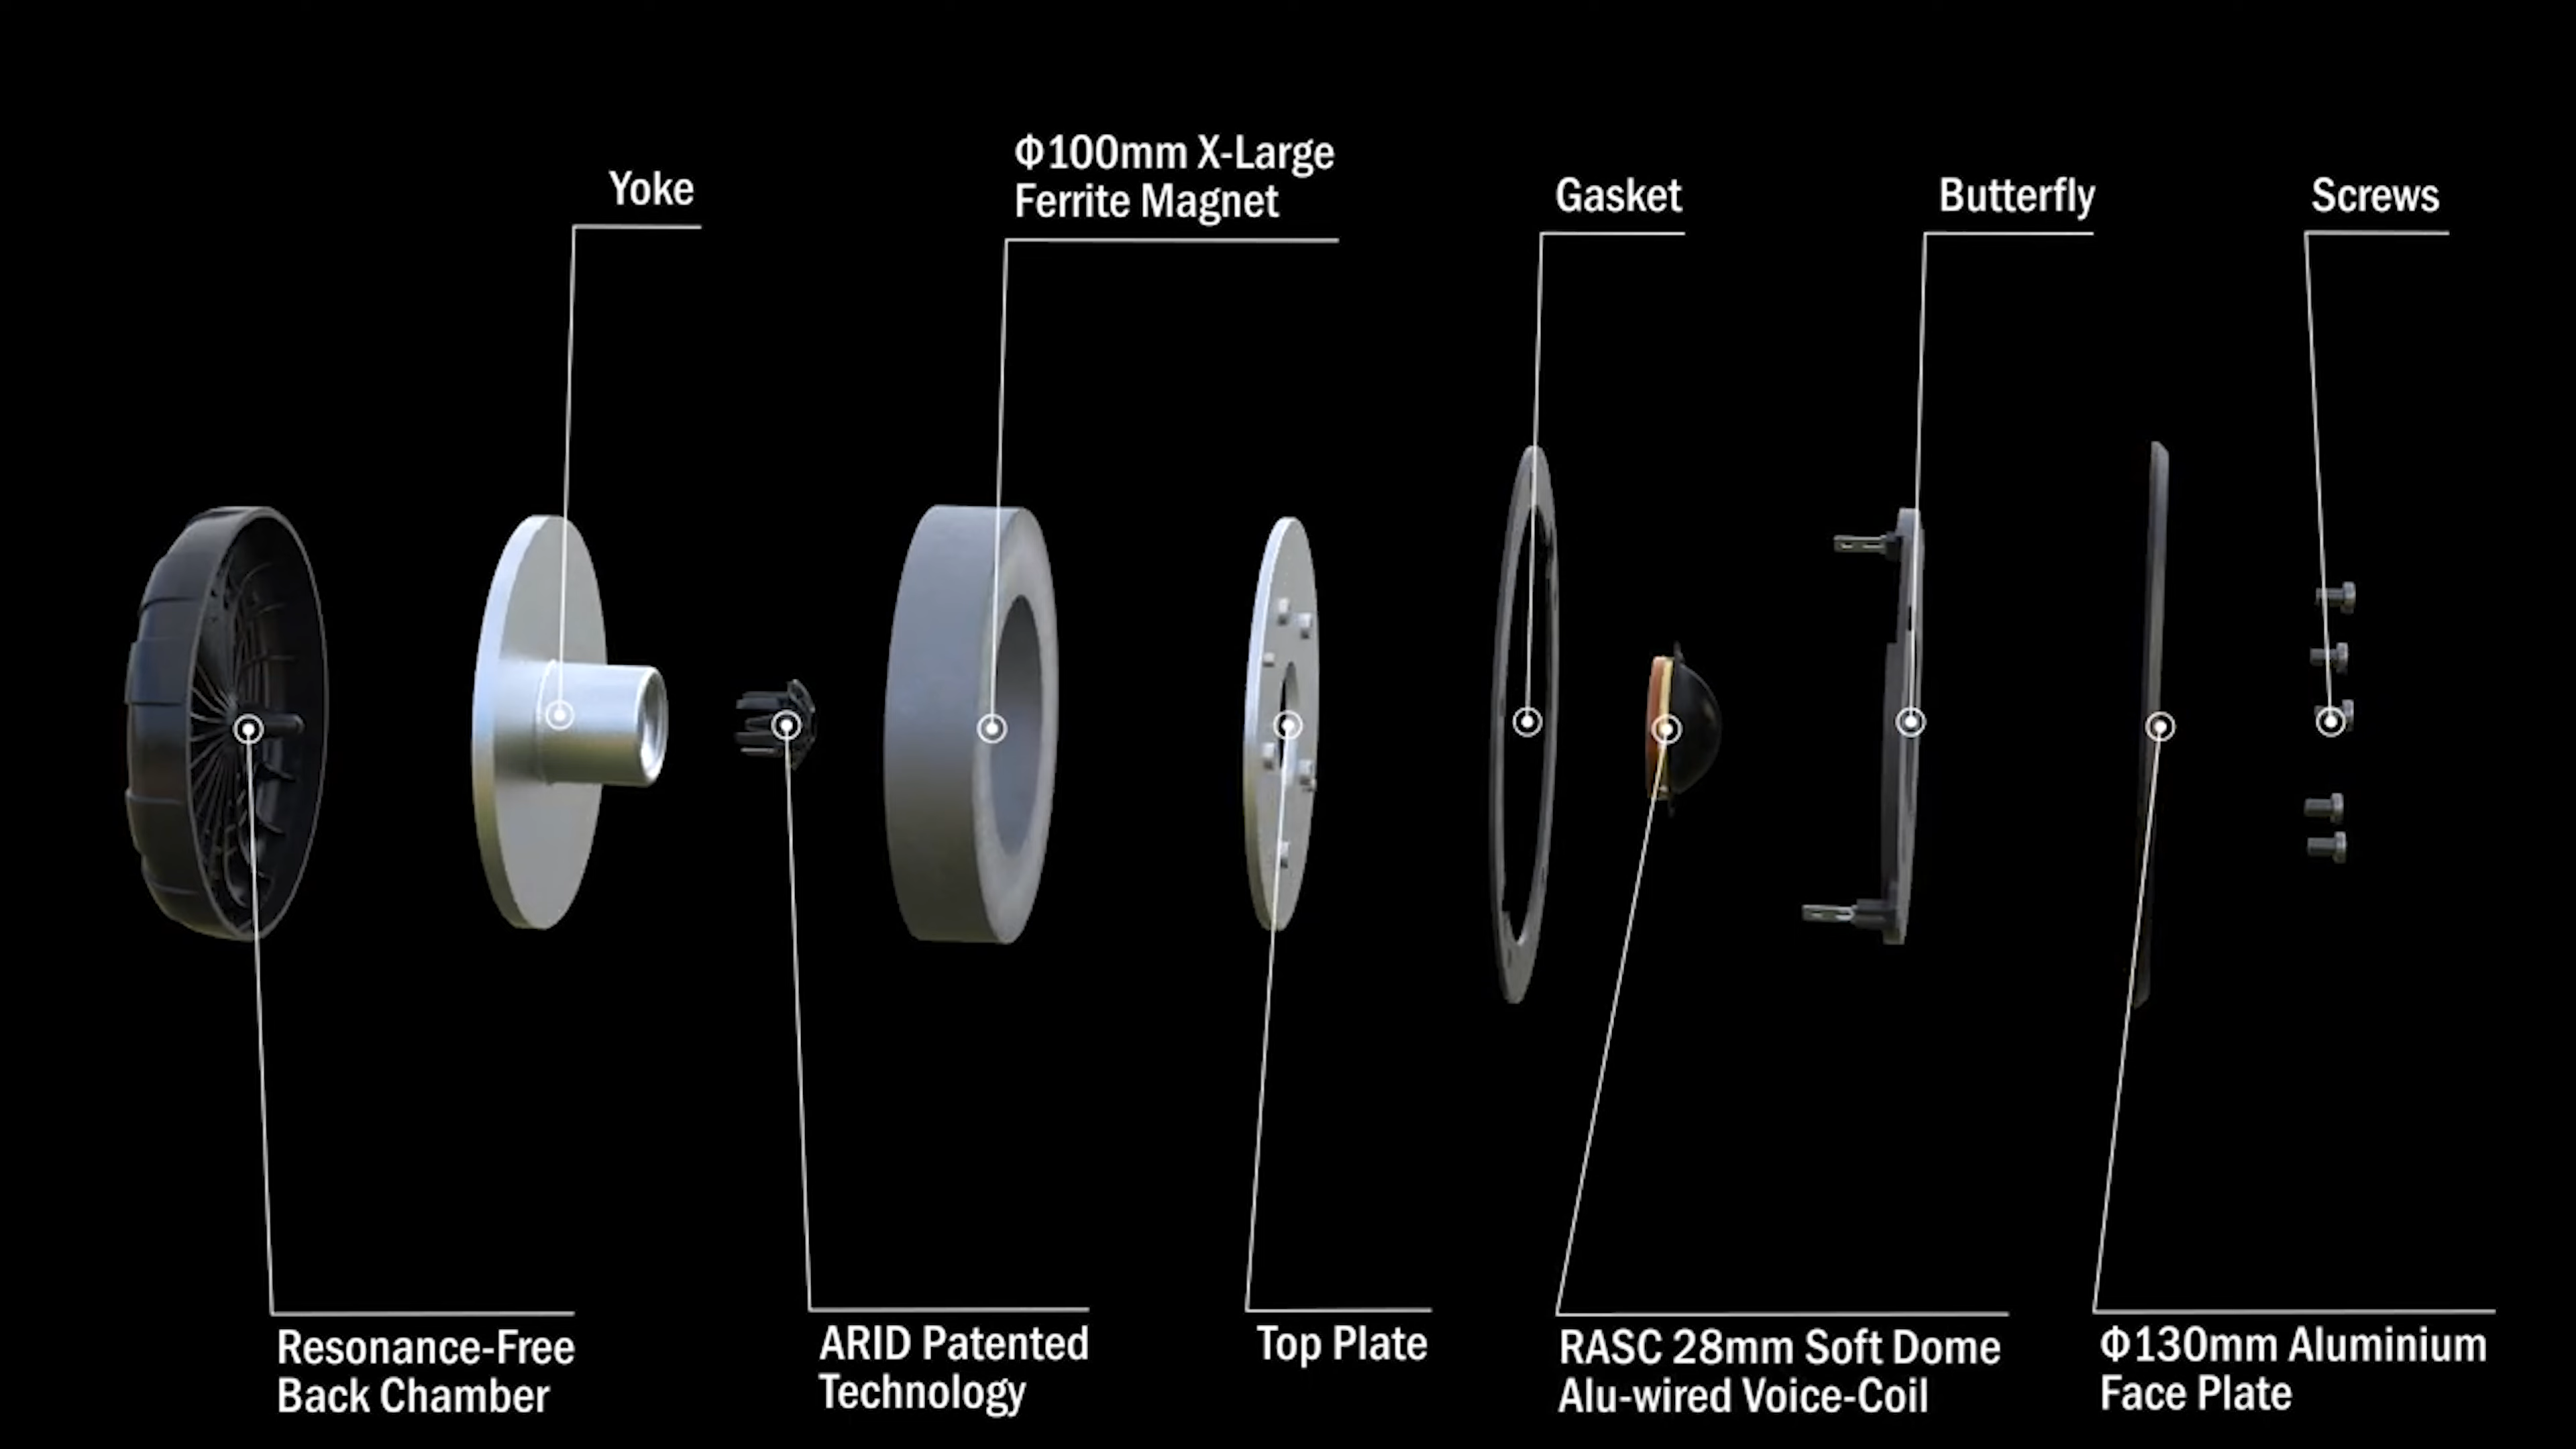 Yoke
Φ100mm X-Large
Ferrite Magnet
Gasket
Butterfly
Screws
Resonance-Free
Back Chamber
ARID Patented
Technology
Top Plate
RASC 28mm Soft Dome
Alu-wired Voice-Coil
Φ130mm Aluminium
Face Plate